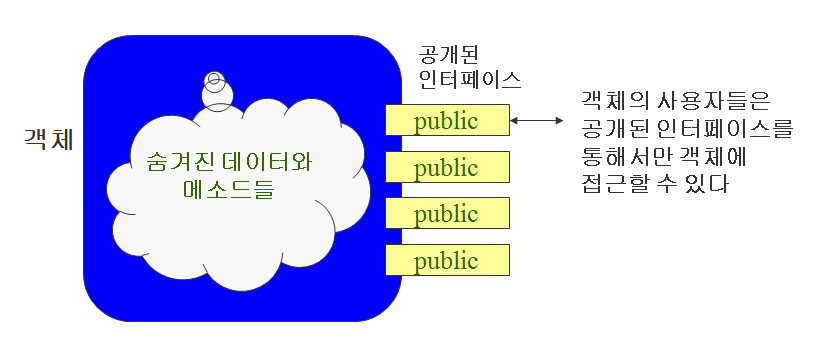 객체
숨겨진 데이터와
메소드들
공개된
인터페이스
public
public
public
public
객체의 사용자들은
공개된 인터페이스를
통해서만 객체에
접근할 수 있다